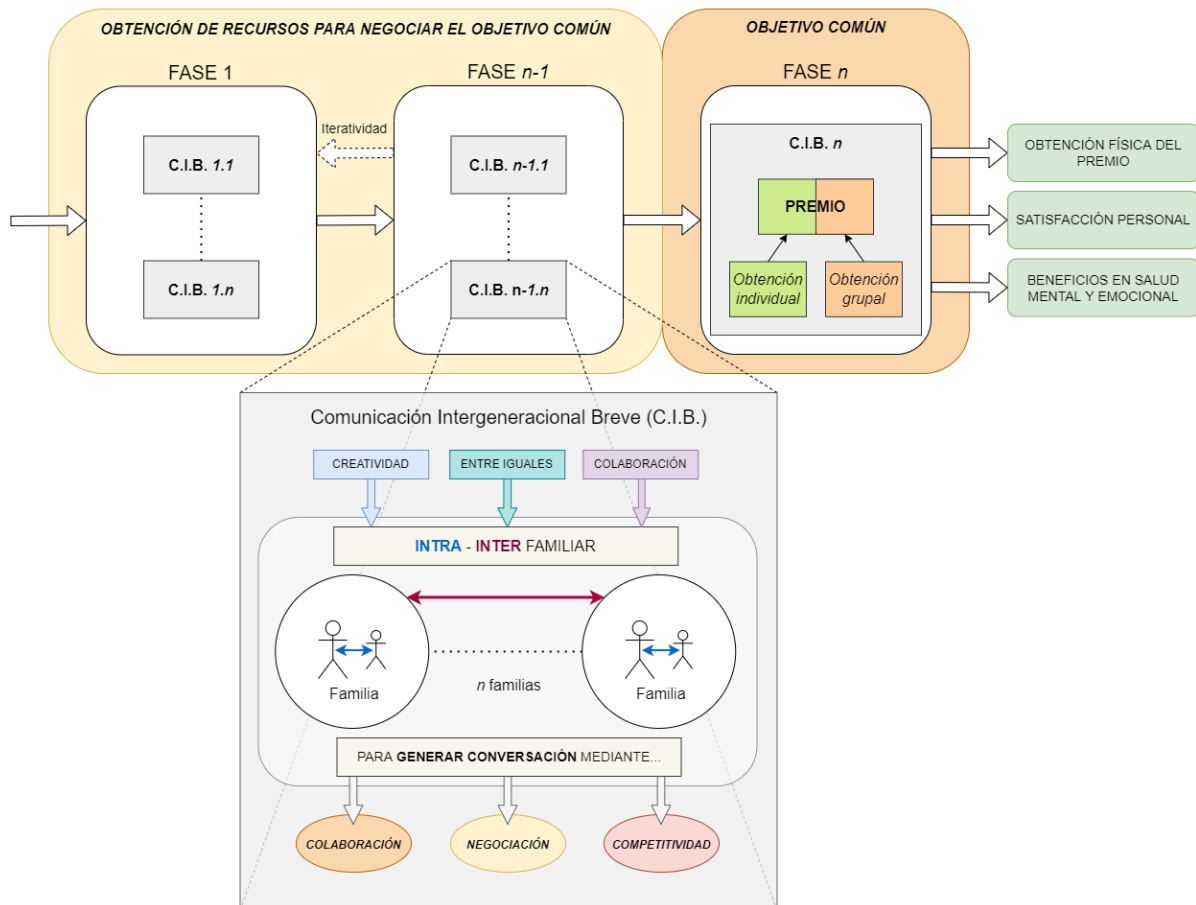 OBTENCIÓN DE RECURSOS PARA NEGOCIAR EL OBJETIVO COMÚN
OBJETIVO COMÚN
FASE 1
FASE n-1
FASE n
Iteratividad
C.I.B. 1.1
C.I.B. 1.n
C.I.B. n-1.1
C.I.B. n-1.n
C.I.B. n
PREMIO
Obtención
individual
Obtención
grupal
OBTENCIÓN FÍSICA DEL
PREMIO
SATISFACCIÓN PERSONAL
BENEFICIOS EN SALUD
MENTAL Y EMOCIONAL
Comunicación Intergeneracional Breve (C.I.B.)
CREATIVIDAD
ENTRE IGUALES
COLABORACIÓN
INTRA - INTER FAMILIAR
Familia
n familias
Familia
PARA GENERAR CONVERSACIÓN MEDIANTE...
COLABORACIÓN
NEGOCIACIÓN
COMPETITIVIDAD